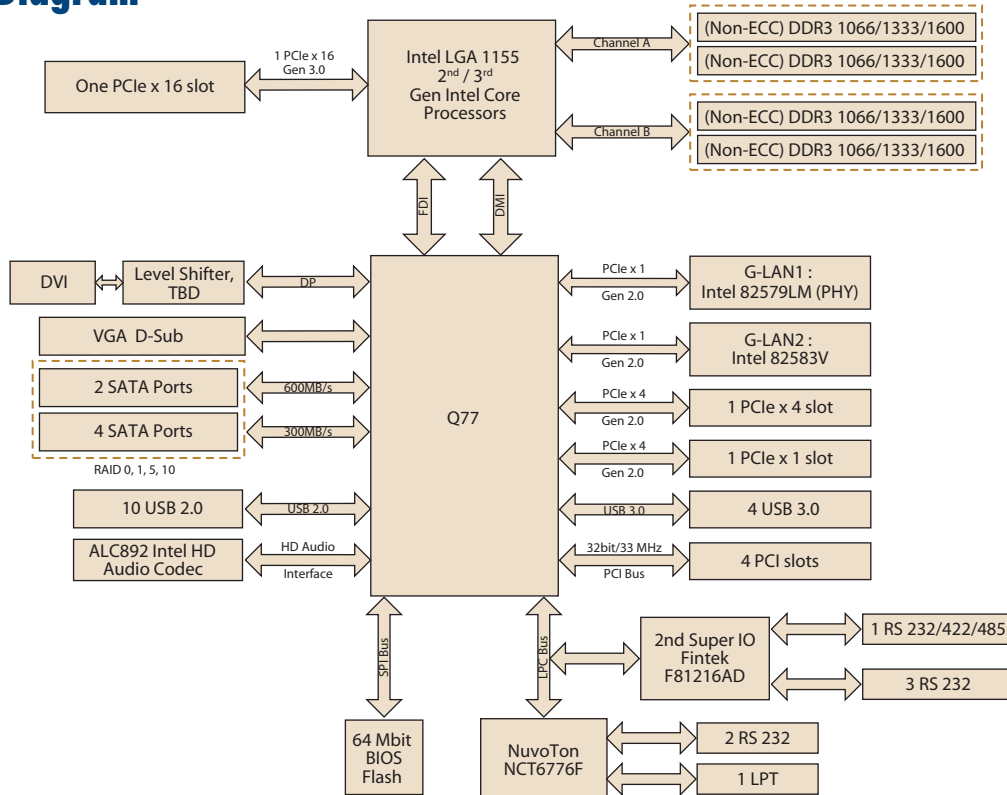 Diagram
One PCIe x 16 slot
1 PCIe x 16
Gen 3.0
Intel LGA 1155
2nd / 3rd
Gen Intel Core
Processors
Channel A
(Non-ECC) DDR3 1066/1333/1600
(Non-ECC) DDR3 1066/1333/1600
Channel B
(Non-ECC) DDR3 1066/1333/1600
(Non-ECC) DDR3 1066/1333/1600
FDI
DMI
DVI
Level Shifter,
TBD
DP
VGA D-Sub
2 SATA Ports
600MB/s
4 SATA Ports
300MB/s
RAID 0, 1, 5, 10
10 USB 2.0
USB 2.0
ALC892 Intel HD
Audio Codec
HD Audio
Interface
Q77
PCIe x 1
Gen 2.0
G-LAN1 :
Intel 82579LM (PHY)
PCIe x 1
Gen 2.0
G-LAN2 :
Intel 82583V
PCIe x 4
Gen 2.0
1 PCIe x 4 slot
PCIe x 4
Gen 2.0
1 PCIe x 1 slot
USB 3.0
4 USB 3.0
32bit/33 MHz
PCI Bus
4 PCI slots
SPI Bus
LPC Bus
64 Mbit
BIOS
Flash
2nd Super IO
Fintek
F81216AD
1 RS 232/422/485
3 RS 232
NuvoTon
NCT6776F
2 RS 232
1 LPT